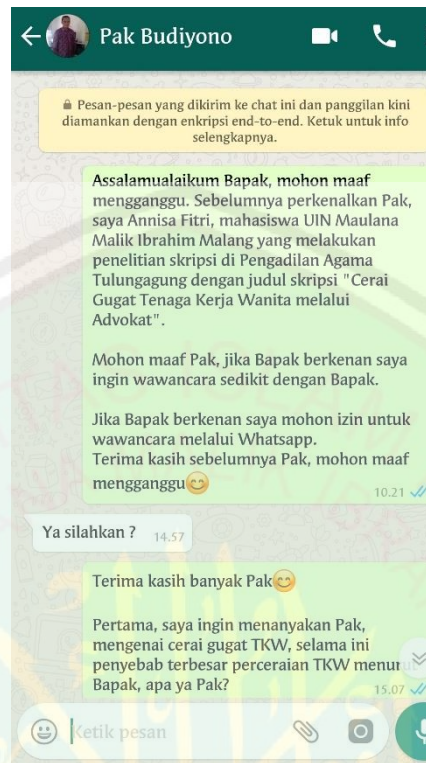 Pak Budiyono
Pesan-pesan yang dikirim ke chat ini dan panggilan kini
diamankan dengan enkripsi end-to-end. Ketuk untuk info
selengkapnya.
Assalamualaikum Bapak, mohon maaf
mengganggu. Sebelumnya perkenalkan Pak,
saya Annisa Fitri, mahasiswa UIN Maulana
Malik Ibrahim Malang yang melakukan
penelitian skripsi di Pengadilan Agama
Tulungagung dengan judul skripsi "Cerai
Gugat Tenaga Kerja Wanita melalui
Advokat".
Mohon maaf Pak, jika Bapak berkenan saya
ingin wawancara sedikit dengan Bapak.
Jika Bapak berkenan saya mohon izin untuk
wawancara melalui Whatsapp.
Terima kasih sebelumnya Pak, mohon maaf
mengganggu😊
10.21
Ya silahkan ? 14.57
Terima kasih banyak Pak😊
Pertama, saya ingin menanyakan Pak,
mengenai cerai gugat TKW, selama ini
penyebab terbesar perceraian TKW menuru
Bapak, apa ya Pak?
15.07
Ketik pesan